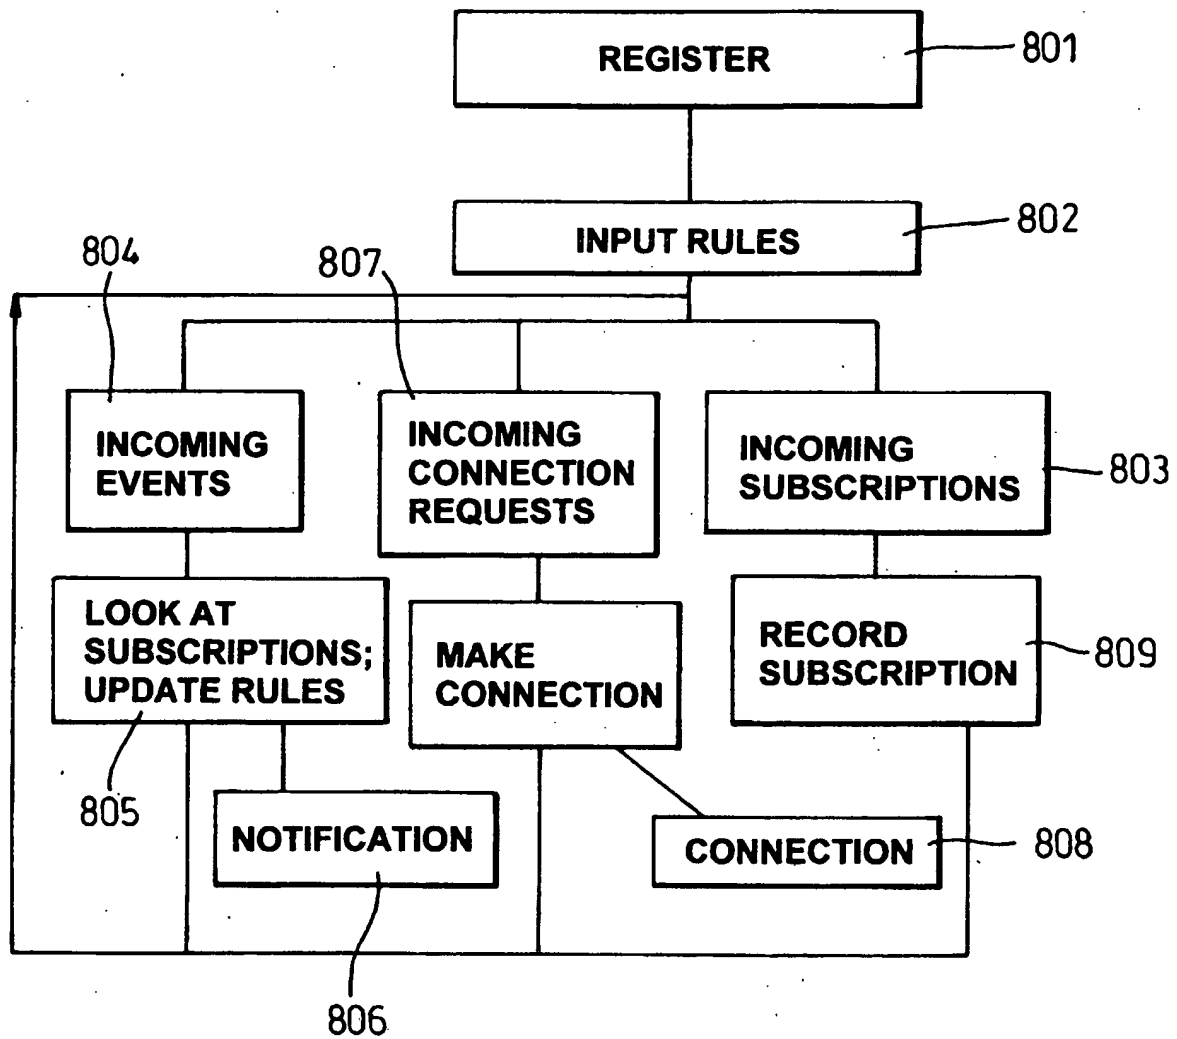 REGISTER
801
INPUT RULES
802
804
807
INCOMING
EVENTS
INCOMING
CONNECTION
REQUESTS
INCOMING
SUBSCRIPTIONS
803
LOOK AT
SUBSCRIPTIONS;
UPDATE RULES
805
MAKE
CONNECTION
RECORD
SUBSCRIPTION
809
NOTIFICATION
806
CONNECTION
808